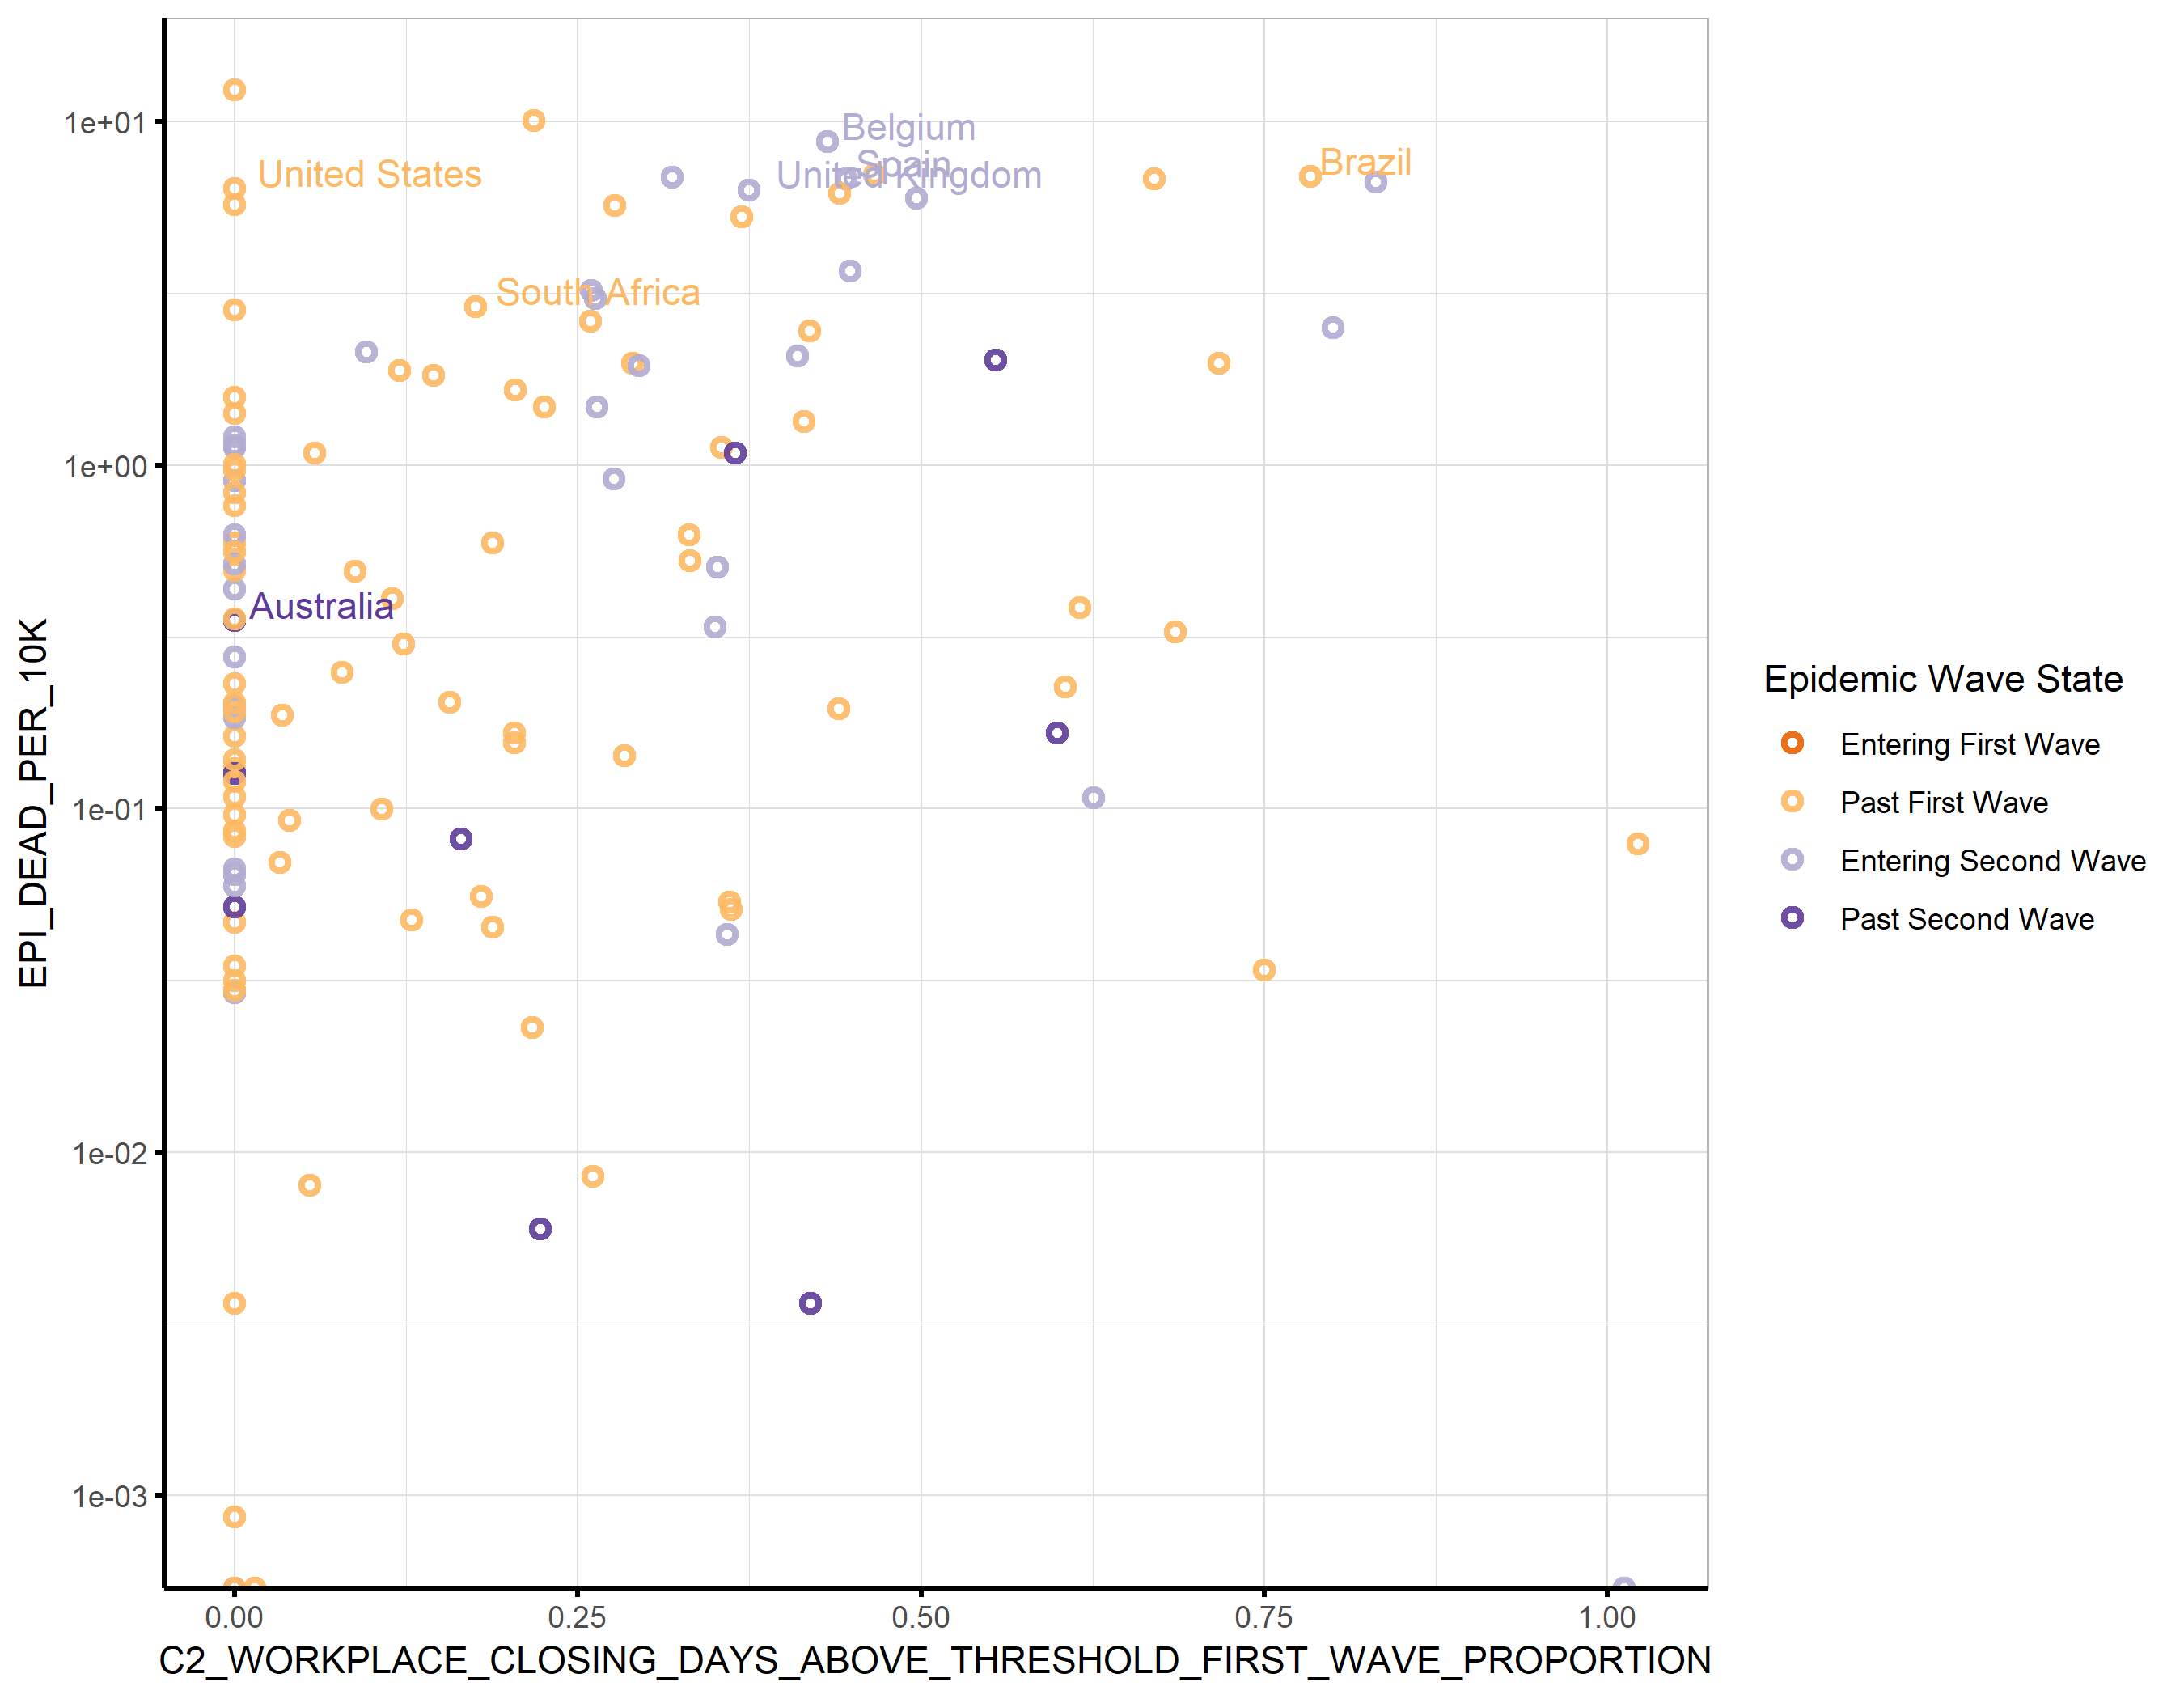 EPI_DEAD_PER_10K
1e+01
1e+00
1e-01
1e-02
1e-03
Belgium
Spain
United Kingdom
United States
Brazil
South Africa
Australia
0.00
0.25
0.50
0.75
1.00
C2_WORKPLACE_CLOSING_DAYS_ABOVE_THRESHOLD_FIRST_WAVE_PROPORTION
Epidemic Wave State
Entering First Wave
Past First Wave
Entering Second Wave
Past Second Wave